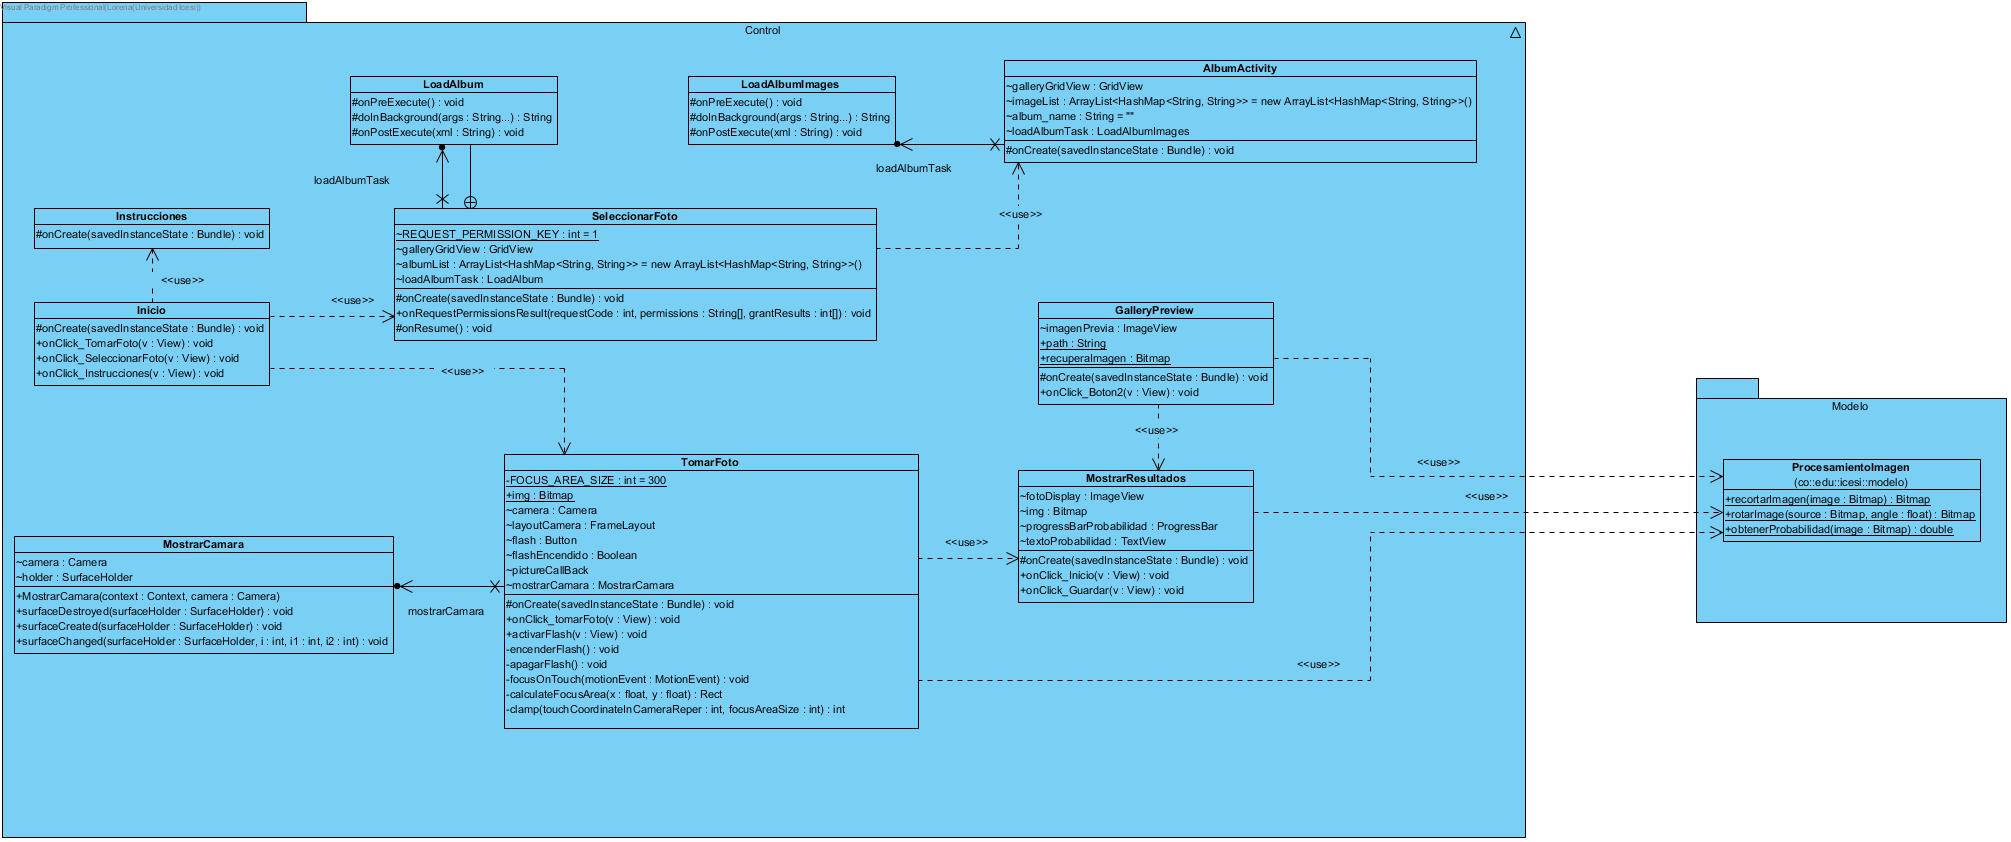 Visual Paradigm Professional(Lorena(Universidad Icesi))
Control
LoadAlbum
#onPreExecute() : void
#doInBackground(args : String...) : String
#onPostExecute(xml : String) : void
LoadAlbumImages
#onPreExecute() : void
#doInBackground(args : String...) : String
#onPostExecute(xml : String) : void
AlbumActivity
~galleryGridView : GridView
~imageList : ArrayList<HashMap<String, String>> = new ArrayList<HashMap<String, String>>()
~album_name : String = ""
~loadAlbumTask : LoadAlbumImages
#onCreate(savedInstanceState : Bundle) : void
loadAlbumTask
loadAlbumTask
<<use>>
Instrucciones
#onCreate(savedInstanceState : Bundle) : void
<<use>>
SeleccionarFoto
~REQUEST_PERMISSION_KEY : int = 1
~galleryGridView : GridView
~albumList : ArrayList<HashMap<String, String>> = new ArrayList<HashMap<String, String>>()
~loadAlbumTask : LoadAlbum
#onCreate(savedInstanceState : Bundle) : void
+onRequestPermissionsResult(requestCode : int, permissions : String[], grantResults : int[]) : void
#onResume() : void
Inicio
#onCreate(savedInstanceState : Bundle) : void
+onClick_TomarFoto(v : View) : void
+onClick_SeleccionarFoto(v : View) : void
+onClick_Instrucciones(v : View) : void
<<use>>
<<use>>
GalleryPreview
~imagenPrevia : ImageView
+path : String
+recuperaImagen : Bitmap
#onCreate(savedInstanceState : Bundle) : void
+onClick_Boton2(v : View) : void
<<use>>
TomarFoto
-FOCUS_AREA_SIZE : int = 300
+img : Bitmap
~camera : Camera
~layoutCamera : FrameLayout
~flash : Button
~flashEncendido : Boolean
~pictureCallBack
~mostrarCamara : MostrarCamara
#onCreate(savedInstanceState : Bundle) : void
+onClick_tomarFoto(v : View) : void
+activarFlash(v : View) : void
-encenderFlash() : void
-apagarFlash() : void
-focusOnTouch(motionEvent : MotionEvent) : void
-calculateFocusArea(x : float, y : float) : Rect
-clamp(touchCoordinateInCameraReper : int, focusAreaSize : int) : int
MostrarCamara
~camera : Camera
~holder : SurfaceHolder
+MostrarCamara(context : Context, camera : Camera)
+surfaceDestroyed(surfaceHolder : SurfaceHolder) : void
+surfaceCreated(surfaceHolder : SurfaceHolder) : void
+surfaceChanged(surfaceHolder : SurfaceHolder, i : int, i1 : int, i2 : int) : void
mostrarCamara
<<use>>
MostrarResultados
~fotoDisplay : ImageView
~img : Bitmap
~progressBarProbabilidad : ProgressBar
~textoProbabilidad : TextView
#onCreate(savedInstanceState : Bundle) : void
+onClick_Inicio(v : View) : void
+onClick_Guardar(v : View) : void
<<use>>
<<use>>
<<use>>
Modelo
ProcesamientoImagen
(co::edu::icesi::modelo)
+recortarImagen(image : Bitmap) : Bitmap
+rotarImage(source : Bitmap, angle : float) : Bitmap
+obtenerProbabilidad(image : Bitmap) : double